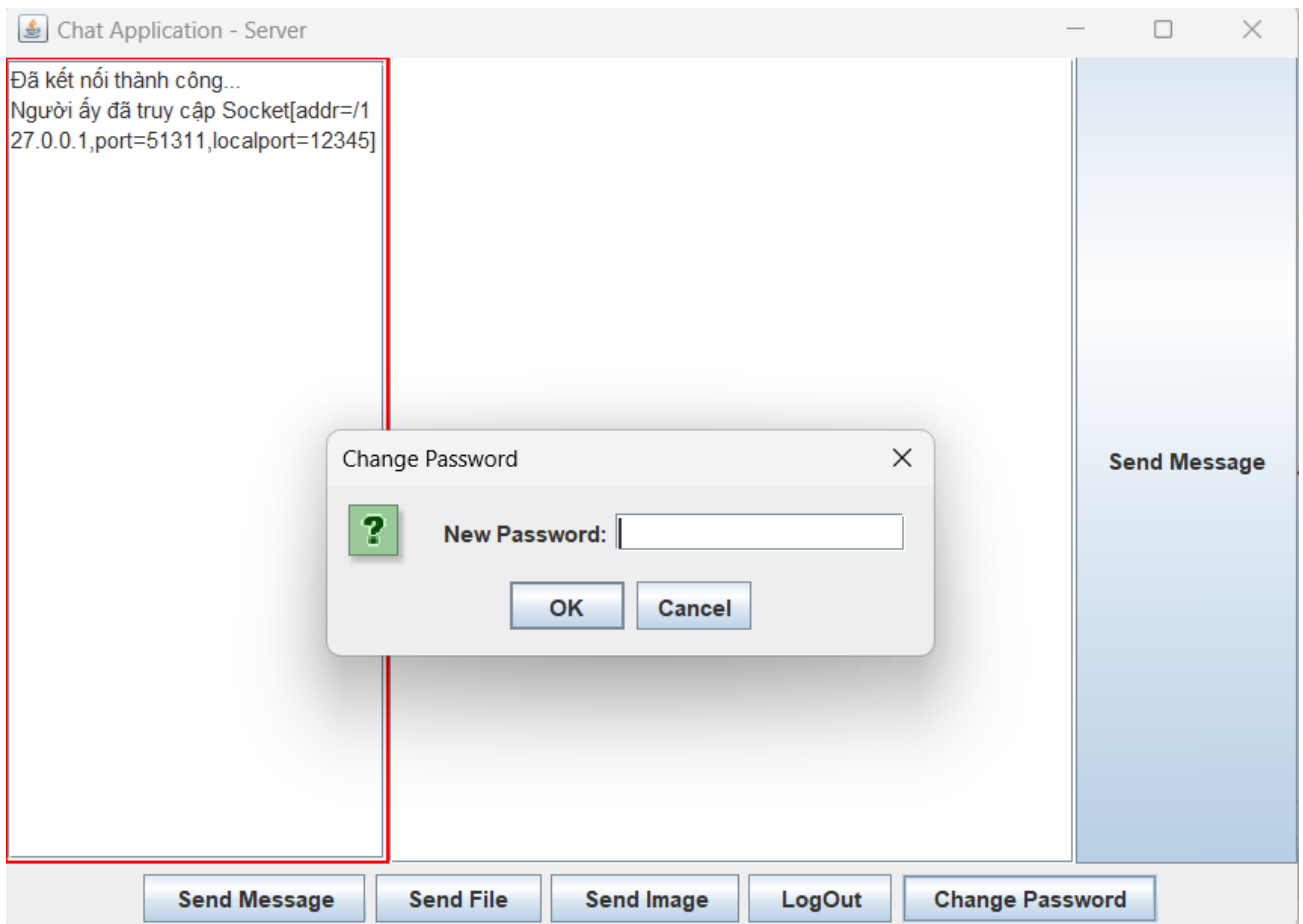 Chat Application - Server
Đã kết nối thành công...
Người ấy đã truy cập Socket[addr=/1
27.0.0.1,port=51311,localport=12345]
Send Message
Change Password
New Password:
OK
Cancel
Send Message
Send File
Send Image
LogOut
Change Password